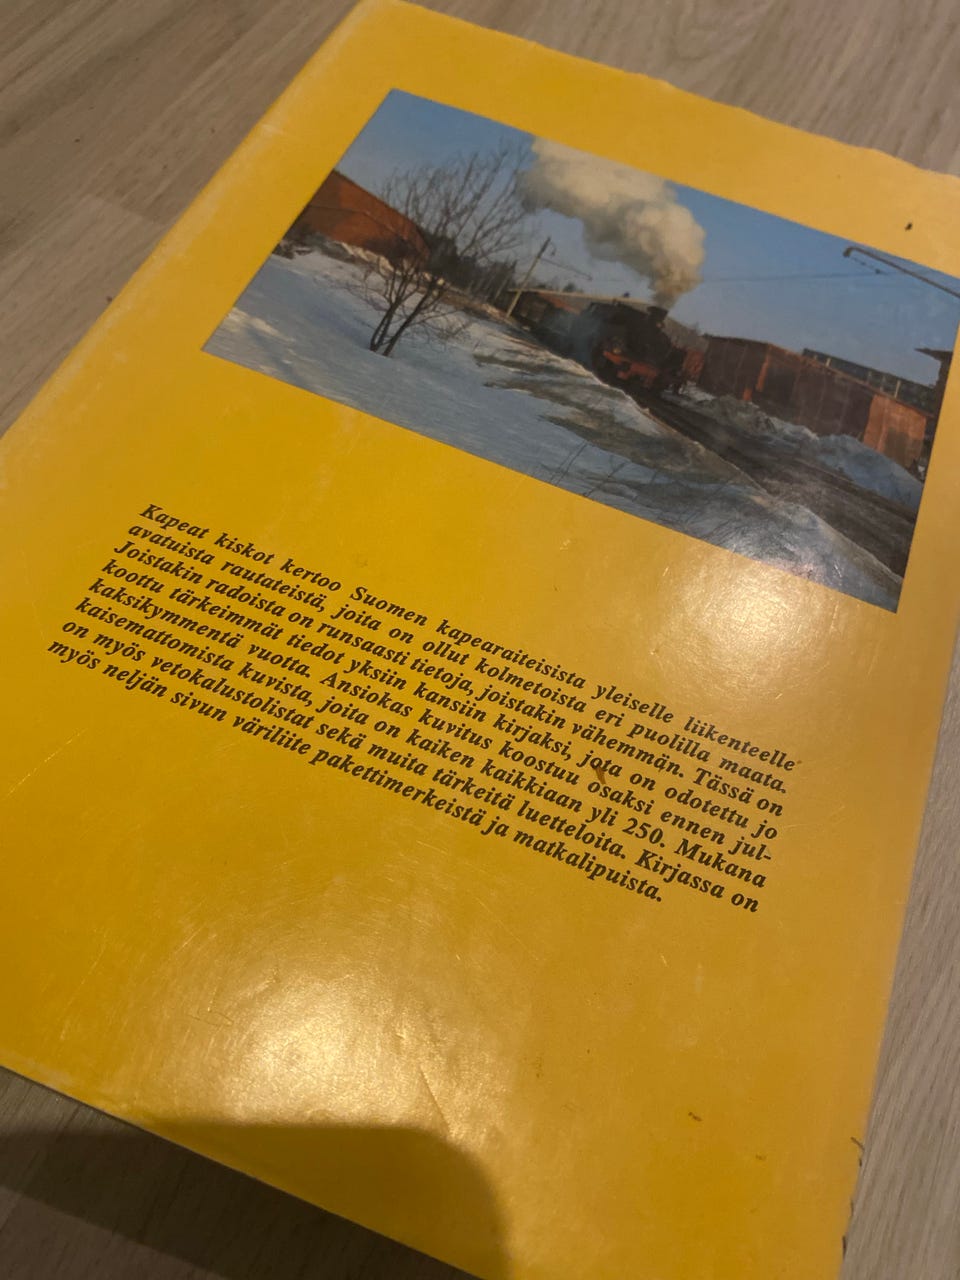 Kapeat kiskot kertoo Suomen kapearaiteisista yleiselle liikenteelle
avatuista rautateistä, joita on ollut kolmetoista eri puolilla maata.
Joistakin radoista on runsaasti tietoja, joistakin vähemmän. Tässä on
koottu tärkeimmät tiedot yksiin kansiin kirjaksi, jota on odotettu jo
kaksikymmentä vuotta. Ansiokas kuvitus koostuu osaksi ennen jul-
kaisemattomista kuvista, joita on kaiken kaikkiaan yli 250. Mukana
on myös vetokalustolistat sekä muita tärkeitä luetteloita. Kirjassa on
myös neljän sivun väriliite pakettimerkeistä ja matkalipuista.